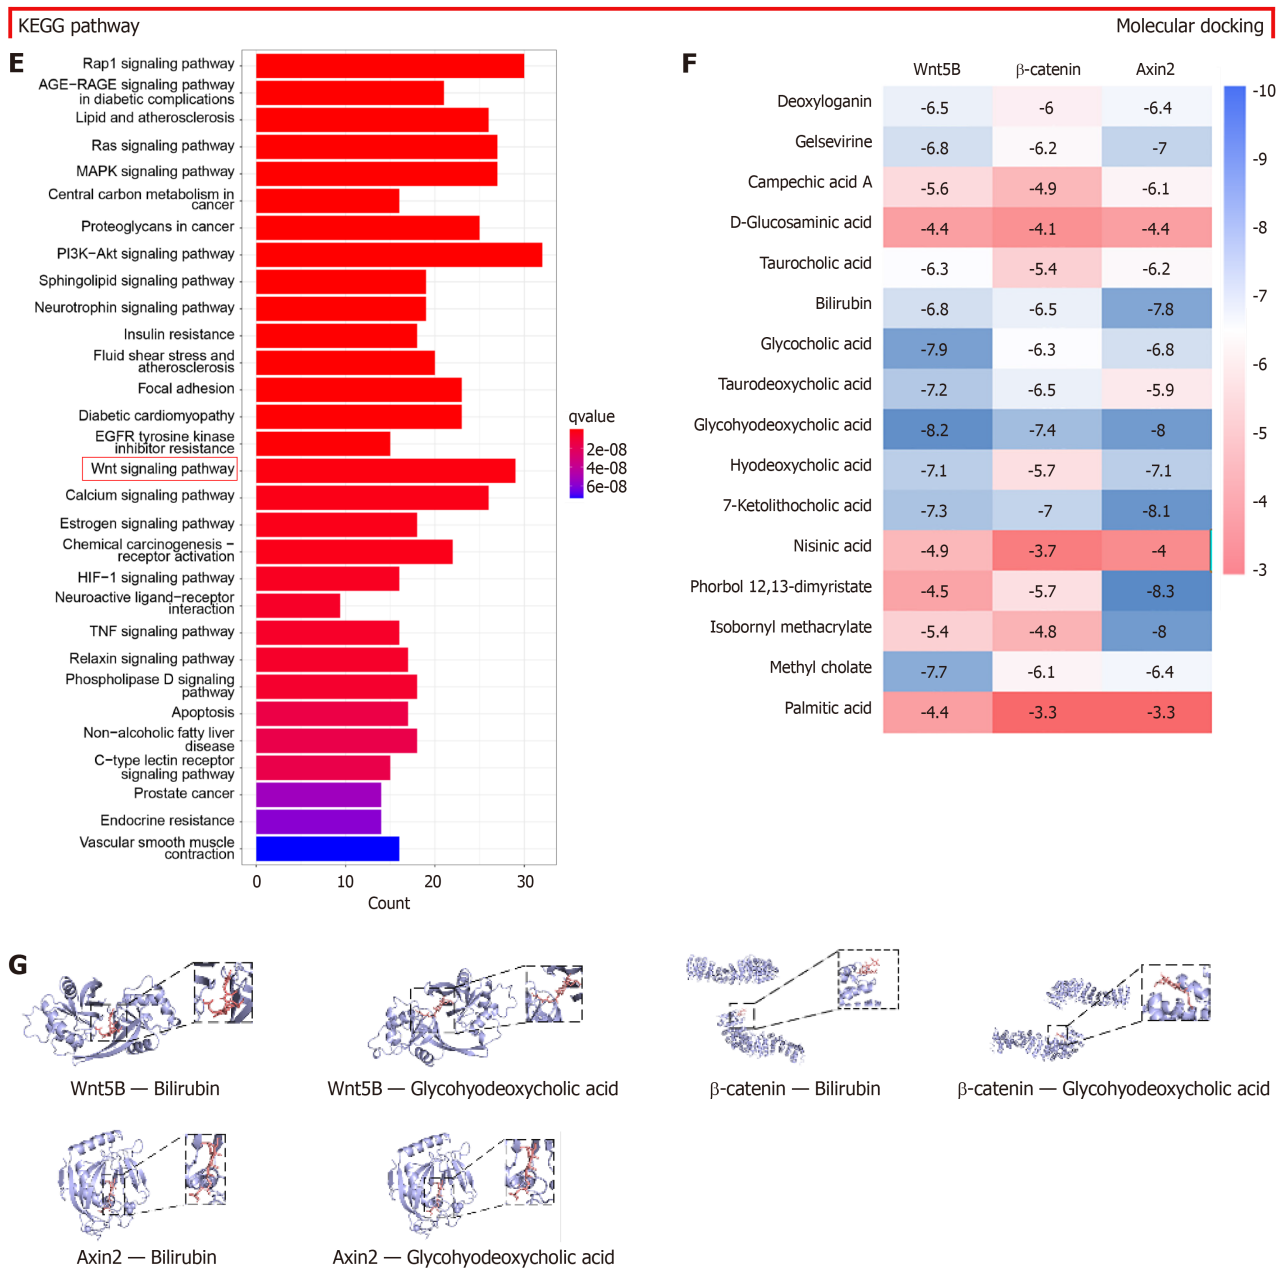 KEGG pathway
Molecular docking
E
Rap1 signaling pathway
AGE−RAGE signaling pathway
in diabetic complications
Lipid and atherosclerosis
Ras signaling pathway
MAPK signaling pathway
Central carbon metabolism in
cancer
Proteoglycans in cancer
PI3K−Akt signaling pathway
Sphingolipid signaling pathway
Neurotrophin signaling pathway
Insulin resistance
Fluid shear stress and
atherosclerosis
Focal adhesion
Diabetic cardiomyopathy
EGFR tyrosine kinase
inhibitor resistance
Wnt signaling pathway
Calcium signaling pathway
Estrogen signaling pathway
Chemical carcinogenesis −
receptor activation
HIF−1 signaling pathway
Neuroactive ligand−receptor
interaction
TNF signaling pathway
Relaxin signaling pathway
Phospholipase D signaling
pathway
Apoptosis
Non−alcoholic fatty liver
disease
C−type lectin receptor
signaling pathway
Prostate cancer
Endocrine resistance
Vascular smooth muscle
contraction
0 10 20 30
Count
qvalue
2e-08
4e-08
6e-08
F
Wnt5B β-catenin Axin2
Deoxyloganin -6.5 -6 -6.4
Gelsevirine -6.8 -6.2 -7
Campechic acid A -5.6 -4.9 -6.1
D-Glucosaminic acid -4.4 -4.1 -4.4
Taurocholic acid -6.3 -5.4 -6.2
Bilirubin -6.8 -6.5 -7.8
Glycocholic acid -7.9 -6.3 -6.8
Taurodeoxycholic acid -7.2 -6.5 -5.9
Glycohyodeoxycholic acid -8.2 -7.4 -8
Hyodeoxycholic acid -7.1 -5.7 -7.1
7-Ketolithocholic acid -7.3 -7 -8.1
Nisinic acid -4.9 -3.7 -4
Phorbol 12,13-dimyristate -4.5 -5.7 -8.3
Isobornyl methacrylate -5.4 -4.8 -8
Methyl cholate -7.7 -6.1 -6.4
Palmitic acid -4.4 -3.3 -3.3
-10
-9
-8
-7
-6
-5
-4
-3
G
Wnt5B — Bilirubin
Wnt5B — Glycohyodeoxycholic acid
β-catenin — Bilirubin
β-catenin — Glycohyodeoxycholic acid
Axin2 — Bilirubin
Axin2 — Glycohyodeoxycholic acid